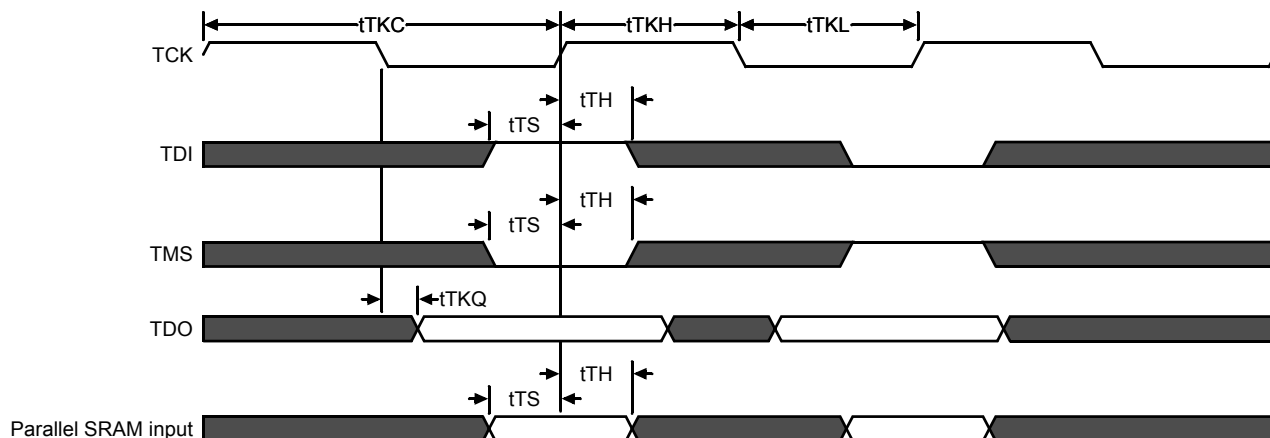 tTKC
tTKH
tTKL
TCK
tTH
tTS
TDI
tTH
tTS
TMS
tTKQ
TDO
tTH
tTS
Parallel SRAM input